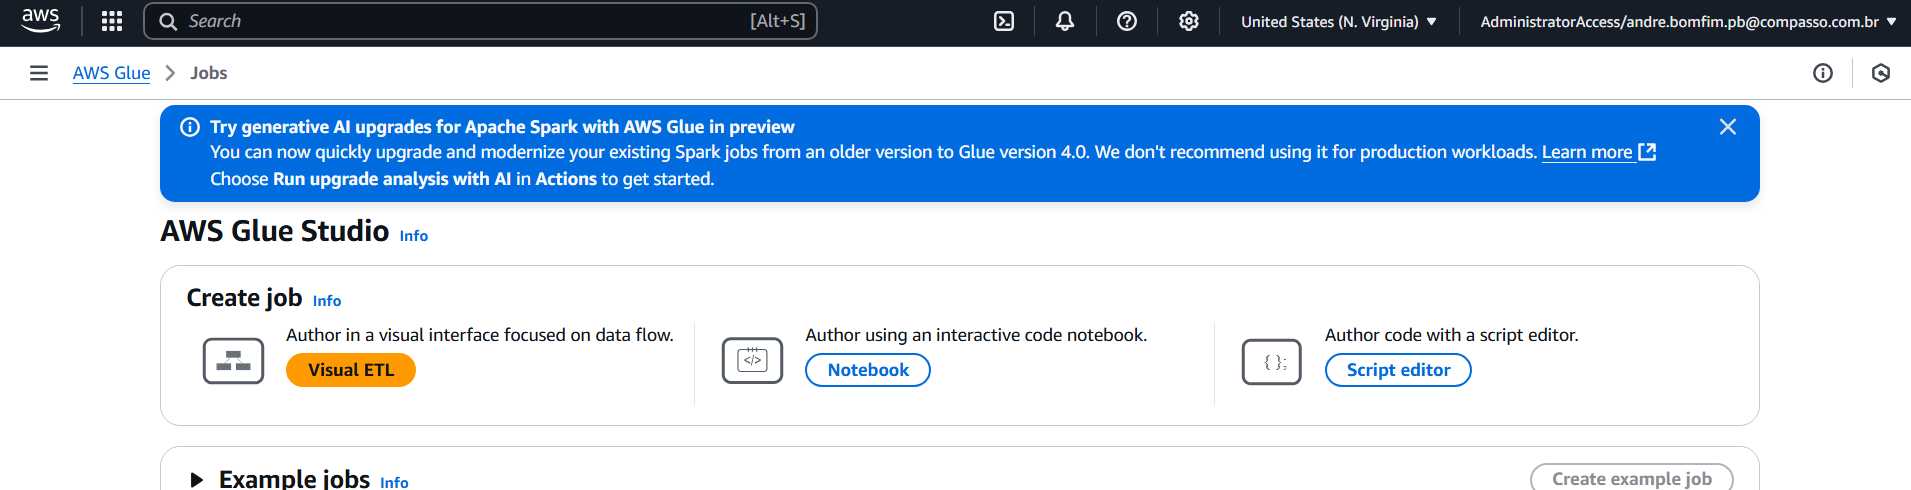 aws
Search [Alt+S]
United States (N. Virginia)
AdministratorAccess/andre.bomfim.pb@compasso.com.br
AWS Glue
Jobs
Try generative AI upgrades for Apache Spark with AWS Glue in preview
You can now quickly upgrade and modernize your existing Spark jobs from an older version to Glue version 4.0. We don't recommend using it for production workloads. Learn more
Choose Run upgrade analysis with AI in Actions to get started.
AWS Glue Studio Info
Create job Info
Author in a visual interface focused on data flow.
Visual ETL
Author using an interactive code notebook.
Notebook
Author code with a script editor.
Script editor
Example jobs Info
Create example job